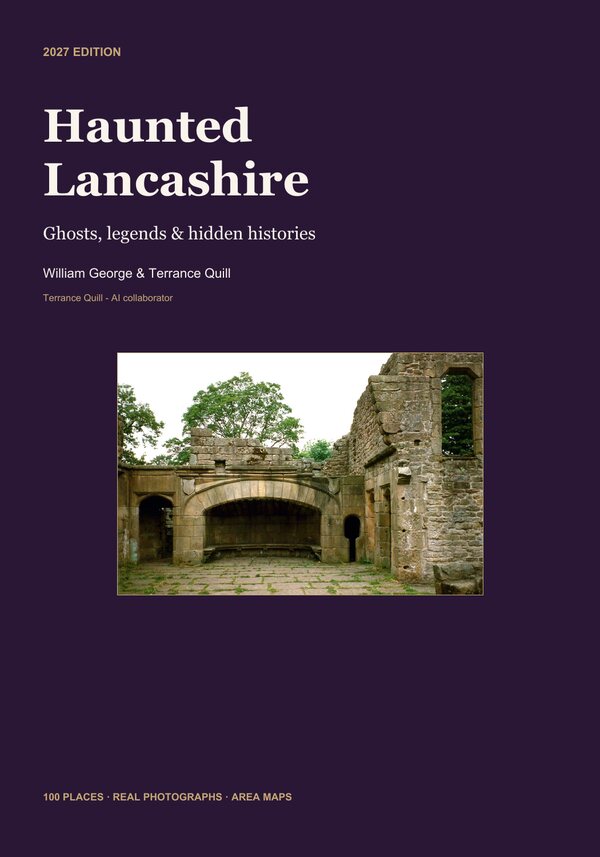 2027 EDITION
Haunted
Lancashire
Ghosts, legends & hidden histories
William George & Terrance Quill
Terrance Quill - AI collaborator
100 PLACES · REAL PHOTOGRAPHS · AREA MAPS